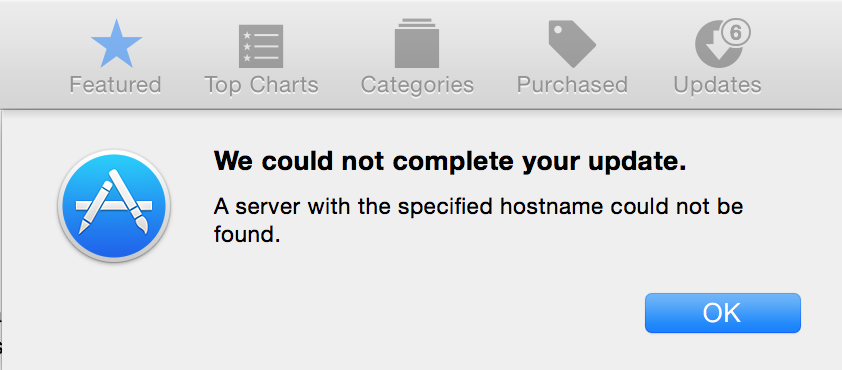 6
Featured Top Charts Categories Purchased Updates
We could not complete your update.
A server with the specified hostname could not be
found.
OK